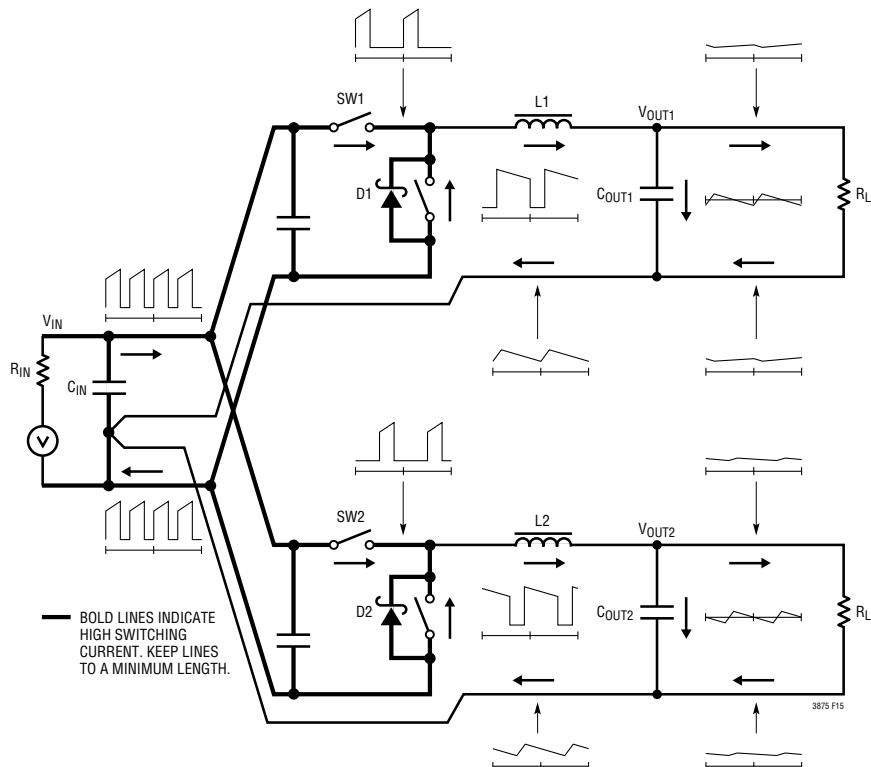 SW1
L1
VOUT1
D1
COUT1
RL
VIN
RIN
CIN
V
SW2
L2
VOUT2
BOLD LINES INDICATE
HIGH SWITCHING
CURRENT. KEEP LINES
TO A MINIMUM LENGTH.
D2
COUT2
RL
3875 F15